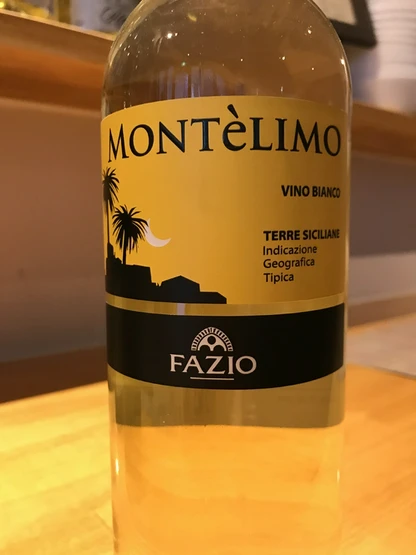 MONTèLIMO
VINO BIANCO
TERRE SICILIANE
Indicazione
Geografica
Tipica
FAZIO